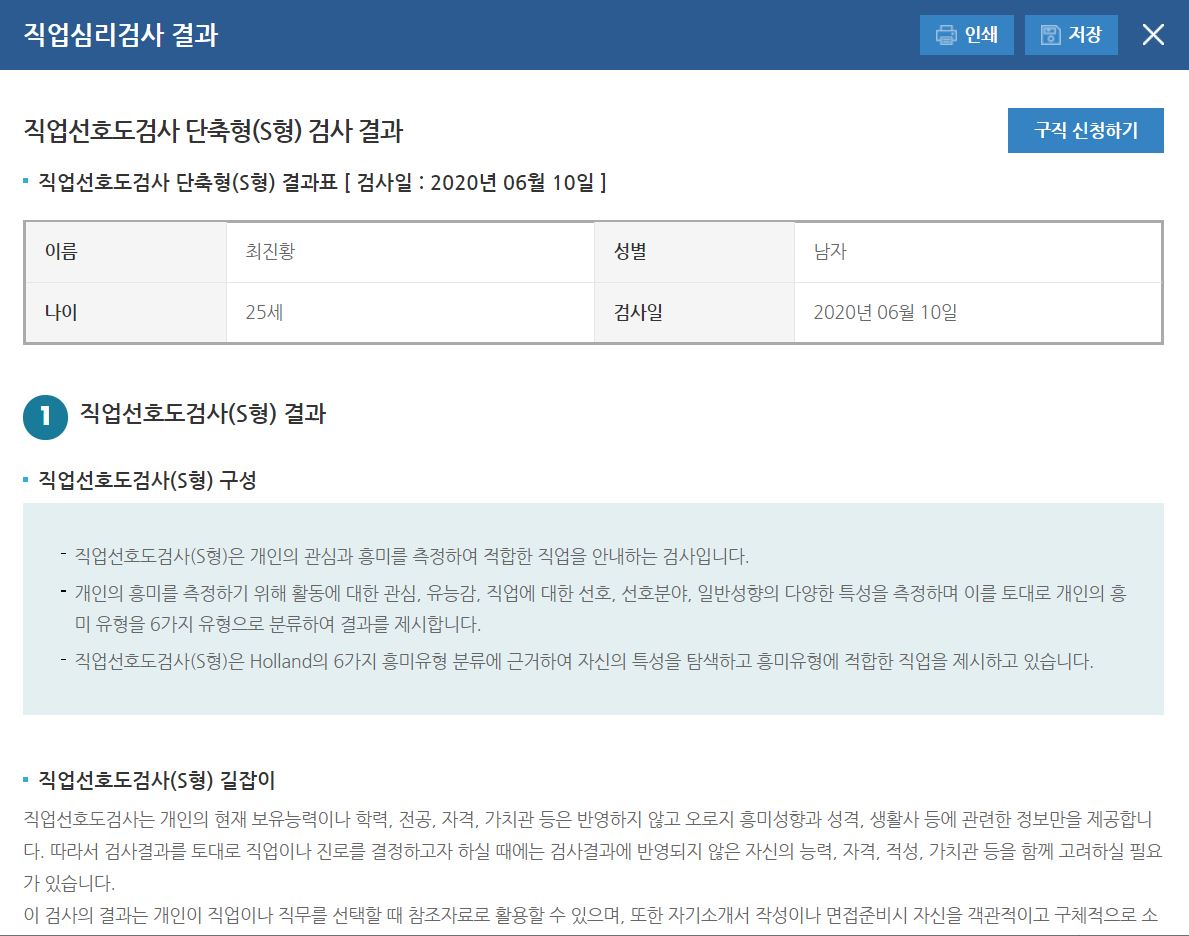 직업심리검사 결과
인쇄
저장
직업선호도검사 단축형(S형) 검사 결과
구직 신청하기
직업선호도검사 단축형(S형) 결과표 [ 검사일 : 2020년 06월 10일 ]
이름 최진황 성별 남자
나이 25세 검사일 2020년 06월 10일
1 직업선호도검사(S형) 결과
직업선호도검사(S형) 구성
- 직업선호도검사(S형)은 개인의 관심과 흥미를 측정하여 적합한 직업을 안내하는 검사입니다.
- 개인의 흥미를 측정하기 위해 활동에 대한 관심, 유능감, 직업에 대한 선호, 선호분야, 일반성향의 다양한 특성을 측정하며 이를 토대로 개인의 흥
미 유형을 6가지 유형으로 분류하여 결과를 제시합니다.
- 직업선호도검사(S형)은 Holland의 6가지 흥미유형 분류에 근거하여 자신의 특성을 탐색하고 흥미유형에 적합한 직업을 제시하고 있습니다.
직업선호도검사(S형) 길잡이
직업선호도검사는 개인의 현재 보유능력이나 학력, 전공, 자격, 가치관 등은 반영하지 않고 오로지 흥미성향과 성격, 생활사 등에 관련한 정보만을 제공합니
다. 따라서 검사결과를 토대로 직업이나 진로를 결정하고자 하실 때에는 검사결과에 반영되지 않은 자신의 능력, 자격, 적성, 가치관 등을 함께 고려하실 필요
가 있습니다.
이 검사의 결과는 개인이 직업이나 직무를 선택할 때 참조자료로 활용할 수 있으며, 또한 자기소개서 작성이나 면접준비시 자신을 객관적이고 구체적으로 소